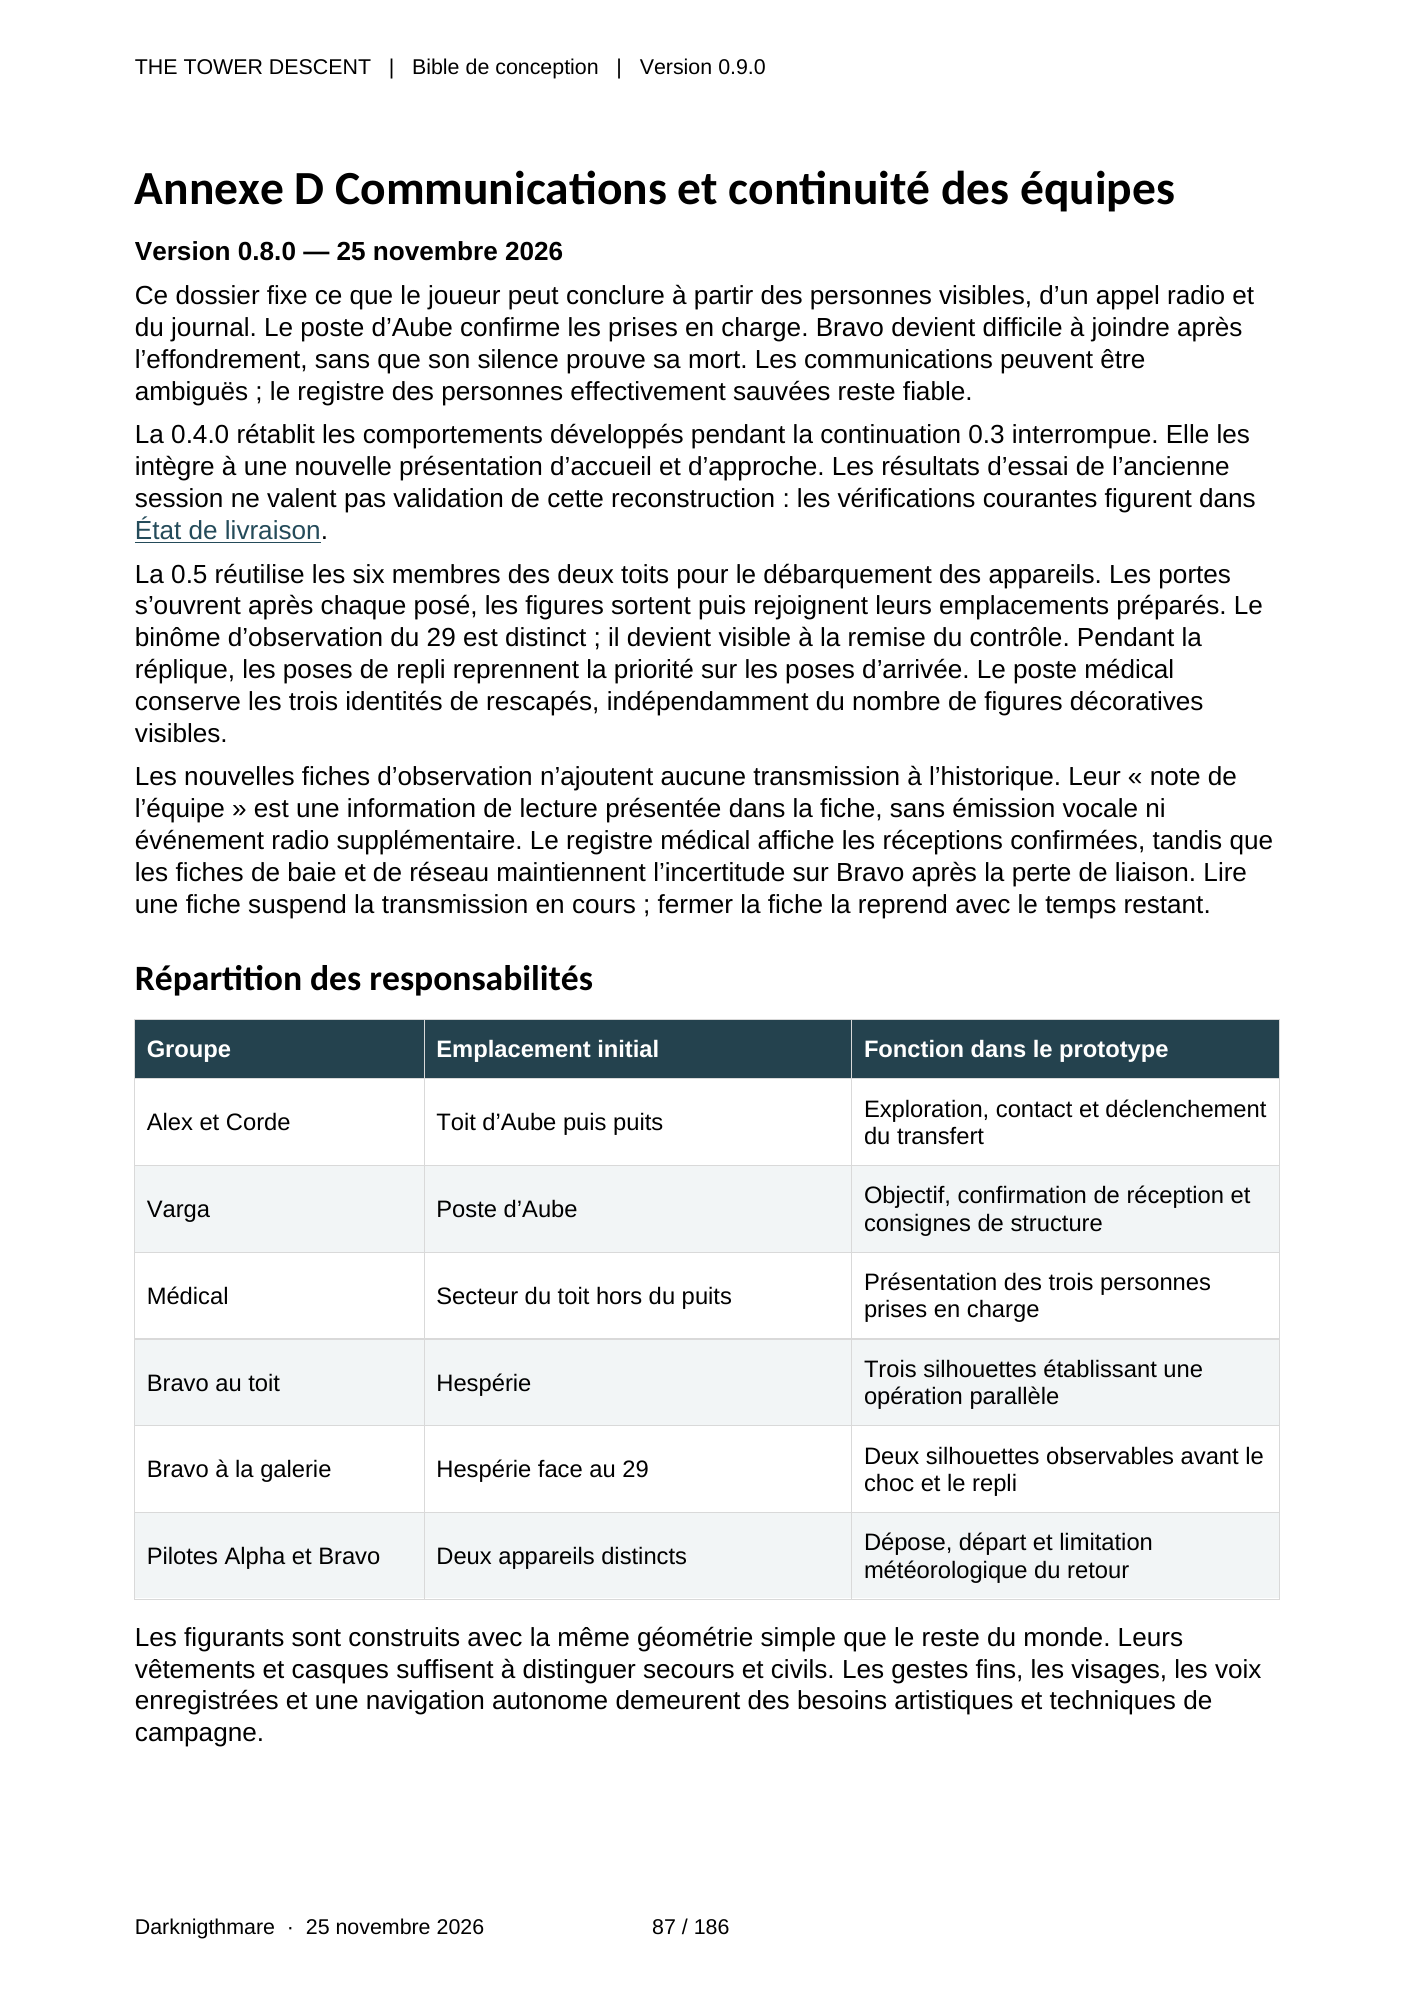 THE TOWER DESCENT | Bible de conception | Version 0.9.0
Annexe D Communications et continuité des équipes
Version 0.8.0 — 25 novembre 2026
Ce dossier fixe ce que le joueur peut conclure à partir des personnes visibles, d’un appel radio et
du journal. Le poste d’Aube confirme les prises en charge. Bravo devient difficile à joindre après
l’effondrement, sans que son silence prouve sa mort. Les communications peuvent être
ambiguës ; le registre des personnes effectivement sauvées reste fiable.
La 0.4.0 rétablit les comportements développés pendant la continuation 0.3 interrompue. Elle les
intègre à une nouvelle présentation d’accueil et d’approche. Les résultats d’essai de l’ancienne
session ne valent pas validation de cette reconstruction : les vérifications courantes figurent dans
État de livraison.
La 0.5 réutilise les six membres des deux toits pour le débarquement des appareils. Les portes
s’ouvrent après chaque posé, les figures sortent puis rejoignent leurs emplacements préparés. Le
binôme d’observation du 29 est distinct ; il devient visible à la remise du contrôle. Pendant la
réplique, les poses de repli reprennent la priorité sur les poses d’arrivée. Le poste médical
conserve les trois identités de rescapés, indépendamment du nombre de figures décoratives
visibles.
Les nouvelles fiches d’observation n’ajoutent aucune transmission à l’historique. Leur « note de
l’équipe » est une information de lecture présentée dans la fiche, sans émission vocale ni
événement radio supplémentaire. Le registre médical affiche les réceptions confirmées, tandis que
les fiches de baie et de réseau maintiennent l’incertitude sur Bravo après la perte de liaison. Lire
une fiche suspend la transmission en cours ; fermer la fiche la reprend avec le temps restant.
Répartition des responsabilités
Groupe Emplacement initial Fonction dans le prototype
Alex et Corde Toit d’Aube puis puits Exploration, contact et déclenchement
du transfert
Varga Poste d’Aube Objectif, confirmation de réception et
consignes de structure
Médical Secteur du toit hors du puits Présentation des trois personnes
prises en charge
Bravo au toit Hespérie Trois silhouettes établissant une
opération parallèle
Bravo à la galerie Hespérie face au 29 Deux silhouettes observables avant le
choc et le repli
Pilotes Alpha et Bravo Deux appareils distincts Dépose, départ et limitation
météorologique du retour
Les figurants sont construits avec la même géométrie simple que le reste du monde. Leurs
vêtements et casques suffisent à distinguer secours et civils. Les gestes fins, les visages, les voix
enregistrées et une navigation autonome demeurent des besoins artistiques et techniques de
campagne.
Darknigthmare · 25 novembre 2026 87 / 186